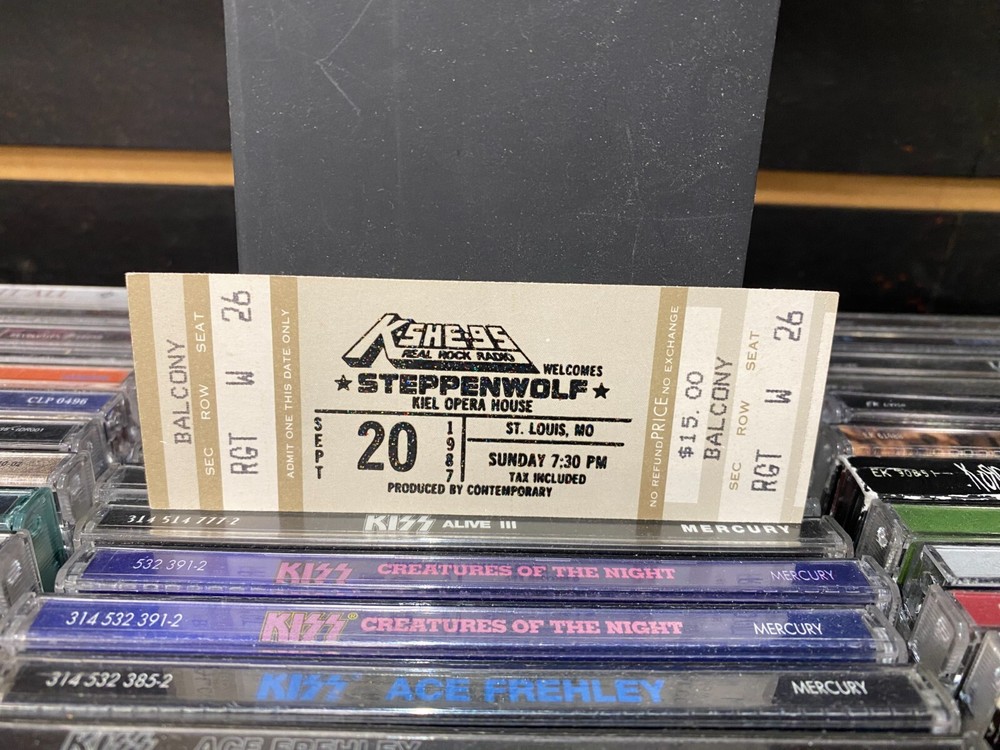 BALCONY
SEC ROW SEAT
RGT W 26
ADMIT ONE THIS DATE ONLY
KSHE-95
REAL ROCK RADIO
WELCOMES
★ STEPPENWOLF ★
KIEL OPERA HOUSE
SEPT 20 1987
ST. LOUIS, MO
SUNDAY 7:30 PM
TAX INCLUDED
PRODUCED BY CONTEMPORARY
NO REFUND PRICE NO EXCHANGE
$15.00
BALCONY
SEC ROW SEAT
RGT W 26
CLP 0496
314 514 777-2 KISS ALIVE III MERCURY
532 391-2 KISS CREATURES OF THE NIGHT MERCURY
314 532 391-2 KISS® CREATURES OF THE NIGHT MERCURY
314 532 385-2 KISS ACE FREHLEY MERCURY
KISS ACE FREHLEY